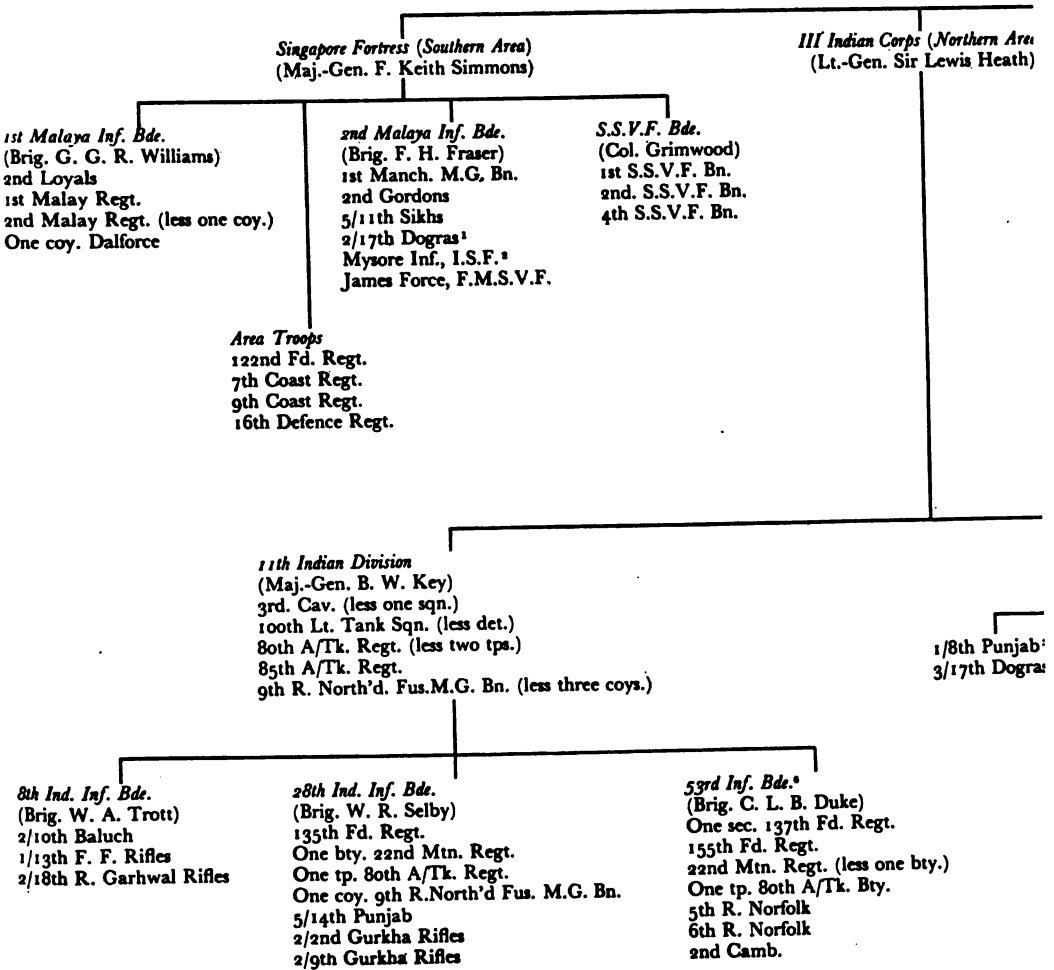 Singapore Fortress (Southern Area)
(Maj.-Gen. F. Keith Simmons)
III Indian Corps (Northern Are
(Lt.-Gen. Sir Lewis Heath)
1st Malaya Inf. Bde.
(Brig. G. G. R. Williams)
2nd Loyals
1st Malay Regt.
2nd Malay Regt. (less one coy.)
One coy. Dalforce
2nd Malaya Inf. Bde.
(Brig. F. H. Fraser)
1st Manch. M.G. Bn.
2nd Gordons
5/11th Sikhs
2/17th Dogras¹
Mysore Inf., I.S.F.²
James Force, F.M.S.V.F.
S.S.V.F. Bde.
(Col. Grimwood)
1st S.S.V.F. Bn.
2nd. S.S.V.F. Bn.
4th S.S.V.F. Bn.
Area Troops
122nd Fd. Regt.
7th Coast Regt.
9th Coast Regt.
16th Defence Regt.
11th Indian Division
(Maj.-Gen. B. W. Key)
3rd. Cav. (less one sqn.)
100th Lt. Tank Sqn. (less det.)
80th A/Tk. Regt. (less two tps.)
85th A/Tk. Regt.
9th R. North'd. Fus.M.G. Bn. (less three coys.)
1/8th Punjab
3/17th Dogras
8th Ind. Inf. Bde.
(Brig. W. A. Trott)
2/10th Baluch
1/13th F. F. Rifles
2/18th R. Garhwal Rifles
28th Ind. Inf. Bde.
(Brig. W. R. Selby)
135th Fd. Regt.
One bty. 22nd Mtn. Regt.
One tp. 80th A/Tk. Regt.
One coy. 9th R.North'd Fus. M.G. Bn.
5/14th Punjab
2/2nd Gurkha Rifles
2/9th Gurkha Rifles
53rd Inf. Bde.⁶
(Brig. C. L. B. Duke)
One sec. 137th Fd. Regt.
155th Fd. Regt.
22nd Mtn. Regt. (less one bty.)
One tp. 80th A/Tk. Bty.
5th R. Norfolk
6th R. Norfolk
2nd Camb.